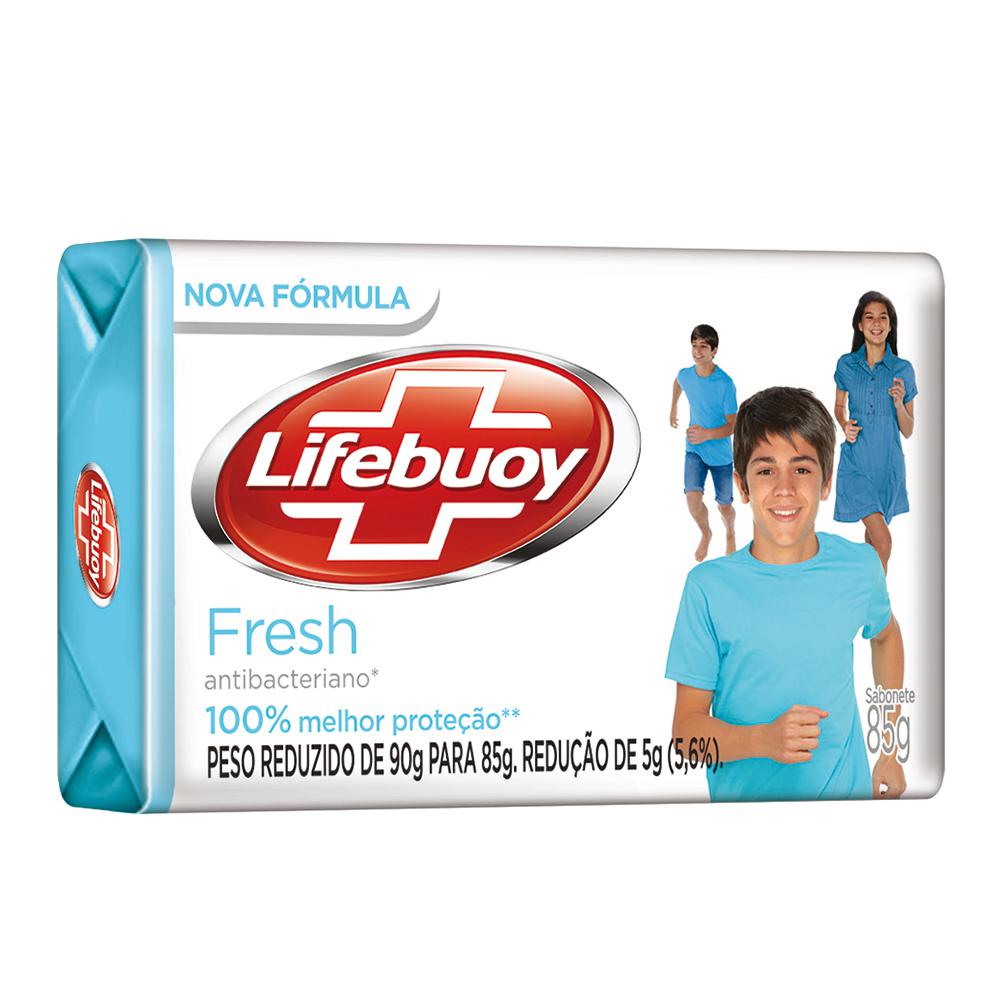 NOVA FÓRMULA
Lifebuoy
Lifebuoy
Fresh
antibacteriano*
100% melhor proteção**
PESO REDUZIDO DE 90g PARA 85g. REDUÇÃO DE 5g (5,6%).
Sabonete
85g